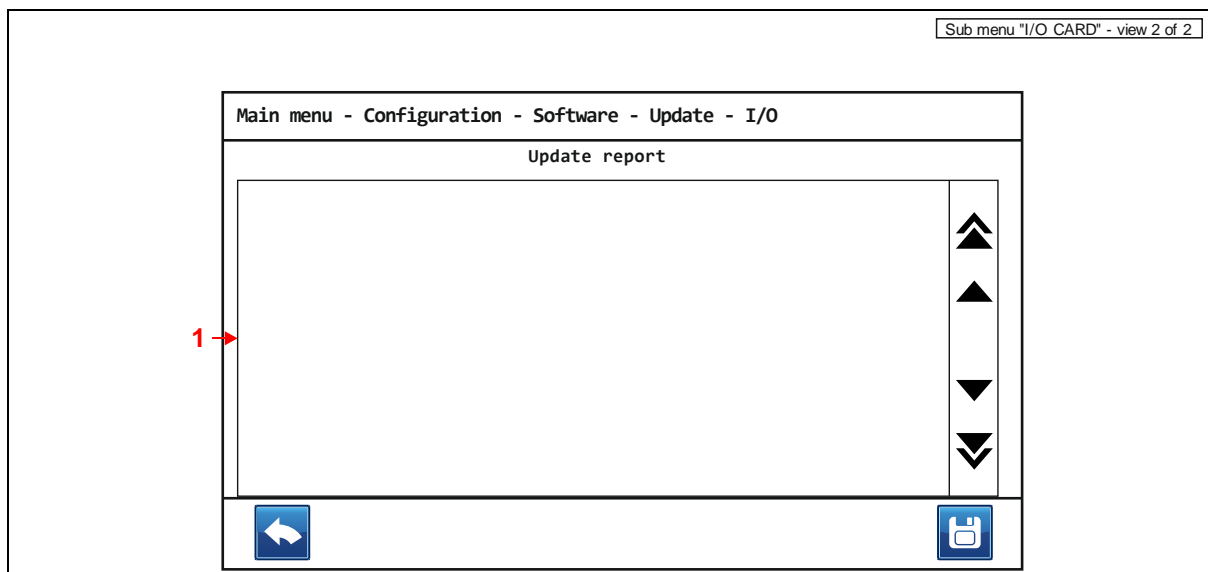 Sub menu "I/O CARD" - view 2 of 2
Main menu - Configuration - Software - Update - I/O
Update report
1